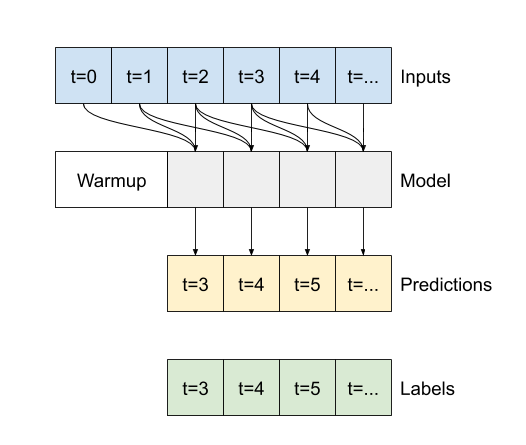 t=0 t=1 t=2 t=3 t=4 t=... Inputs
Warmup Model
t=3 t=4 t=5 t=... Predictions
t=3 t=4 t=5 t=... Labels